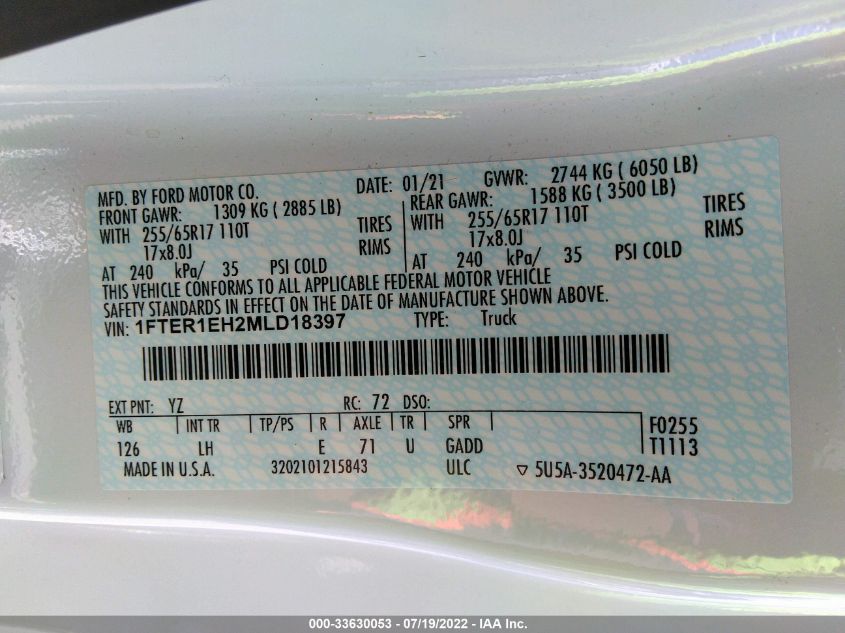 MFD. BY FORD MOTOR CO. DATE: 01/21 GVWR: 2744 KG ( 6050 LB)
FRONT GAWR: 1309 KG ( 2885 LB) REAR GAWR: 1588 KG ( 3500 LB)
WITH 255/65R17 110T TIRES WITH 255/65R17 110T TIRES
17x8.0J RIMS 17x8.0J RIMS
AT 240 kPa/ 35 PSI COLD AT 240 kPa/ 35 PSI COLD
THIS VEHICLE CONFORMS TO ALL APPLICABLE FEDERAL MOTOR VEHICLE
SAFETY STANDARDS IN EFFECT ON THE DATE OF MANUFACTURE SHOWN ABOVE.
VIN: 1FTER1EH2MLD18397 TYPE: Truck
EXT PNT: YZ RC: 72 DSO:
WB INT TR TP/PS R AXLE TR SPR F0255
126 LH E 71 U GADD T1113
MADE IN U.S.A. 3202101215843 ULC ▽ 5U5A-3520472-AA
000-33630053 - 07/19/2022 - IAA Inc.